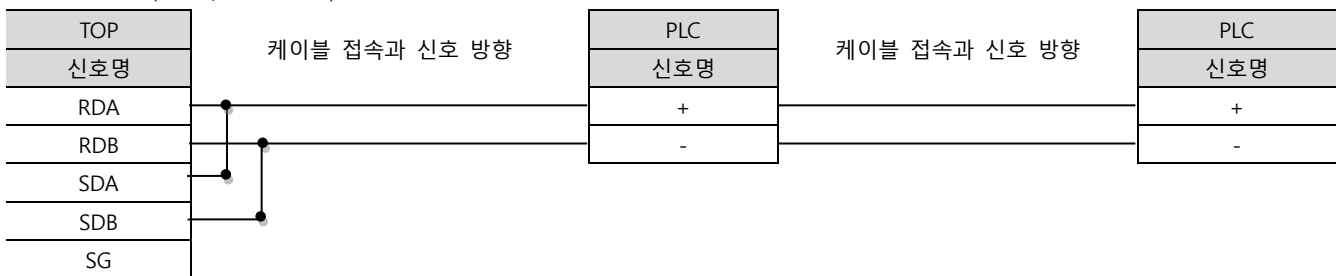 TOP 케이블 접속과 신호 방향 PLC 케이블 접속과 신호 방향 PLC
신호명 신호명 신호명
RDA + +
RDB - -
SDA
SDB
SG